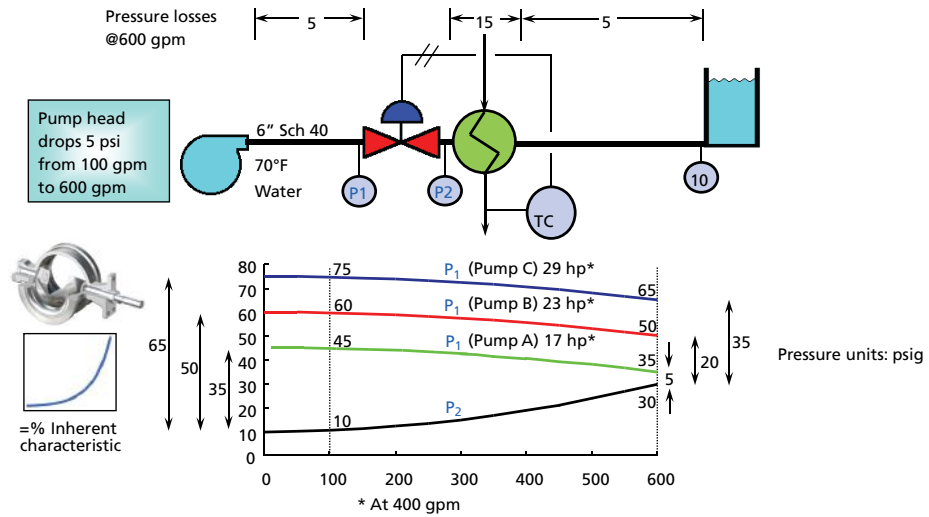 Pressure losses
@600 gpm
5
15
5
Pump head
drops 5 psi
from 100 gpm
to 600 gpm
6” Sch 40
70°F
Water
P1
P2
TC
10
80
70
60
50
40
30
20
10
0
75
P1 (Pump C) 29 hp*
65
60
P1 (Pump B) 23 hp*
50
45
P1 (Pump A) 17 hp*
35
10
P2
30
65
50
35
5
20
35
Pressure units: psig
=% Inherent
characteristic
0 100 200 300 400 500 600
* At 400 gpm